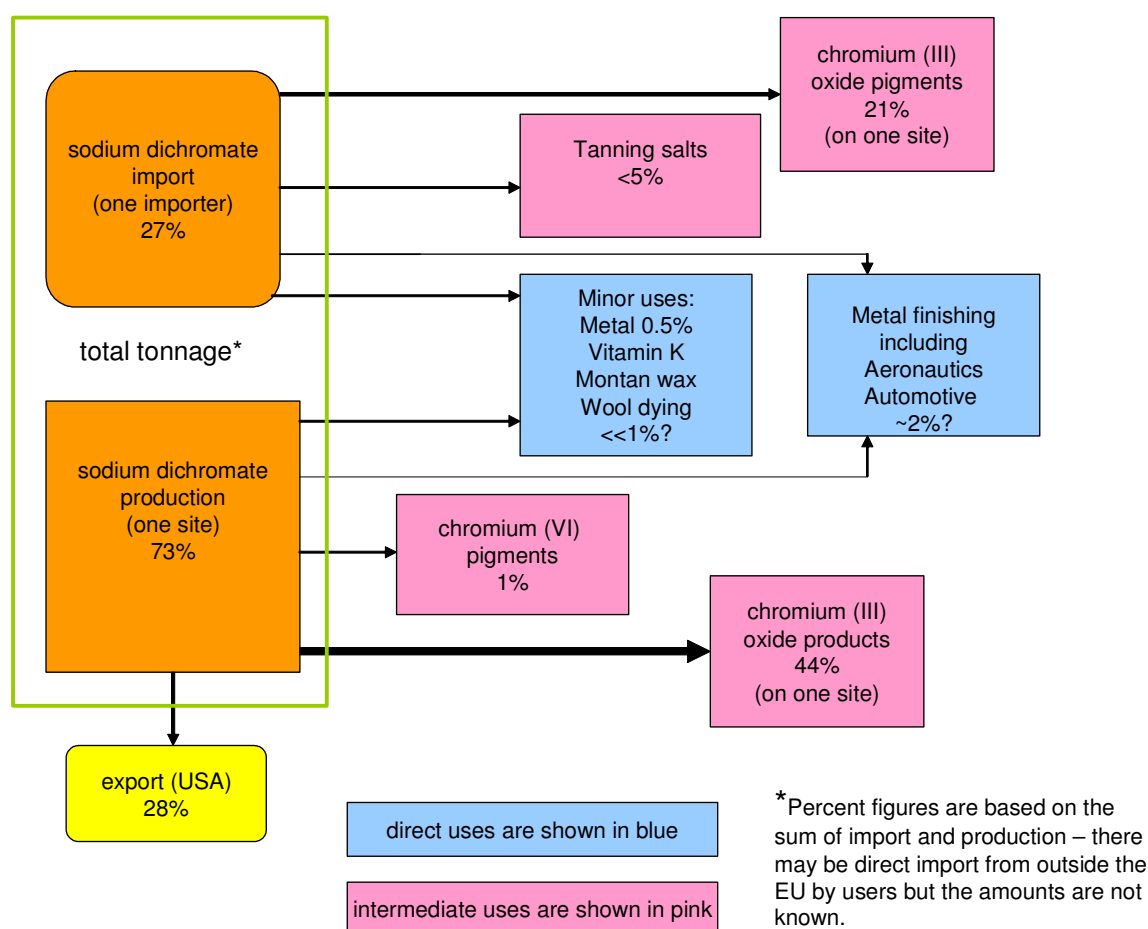 chromium (III)
oxide pigments
21%
(on one site)
sodium dichromate
import
(one importer)
27%
Tanning salts
<5%
Minor uses:
Metal 0.5%
Vitamin K
Montan wax
Wool dying
<<1%?
Metal finishing
including
Aeronautics
Automotive
~2%?
total tonnage*
sodium dichromate
production
(one site)
73%
chromium (VI)
pigments
1%
chromium (III)
oxide products
44%
(on one site)
export (USA)
28%
direct uses are shown in blue
intermediate uses are shown in pink
*Percent figures are based on the
sum of import and production – there
may be direct import from outside the
EU by users but the amounts are not
known.